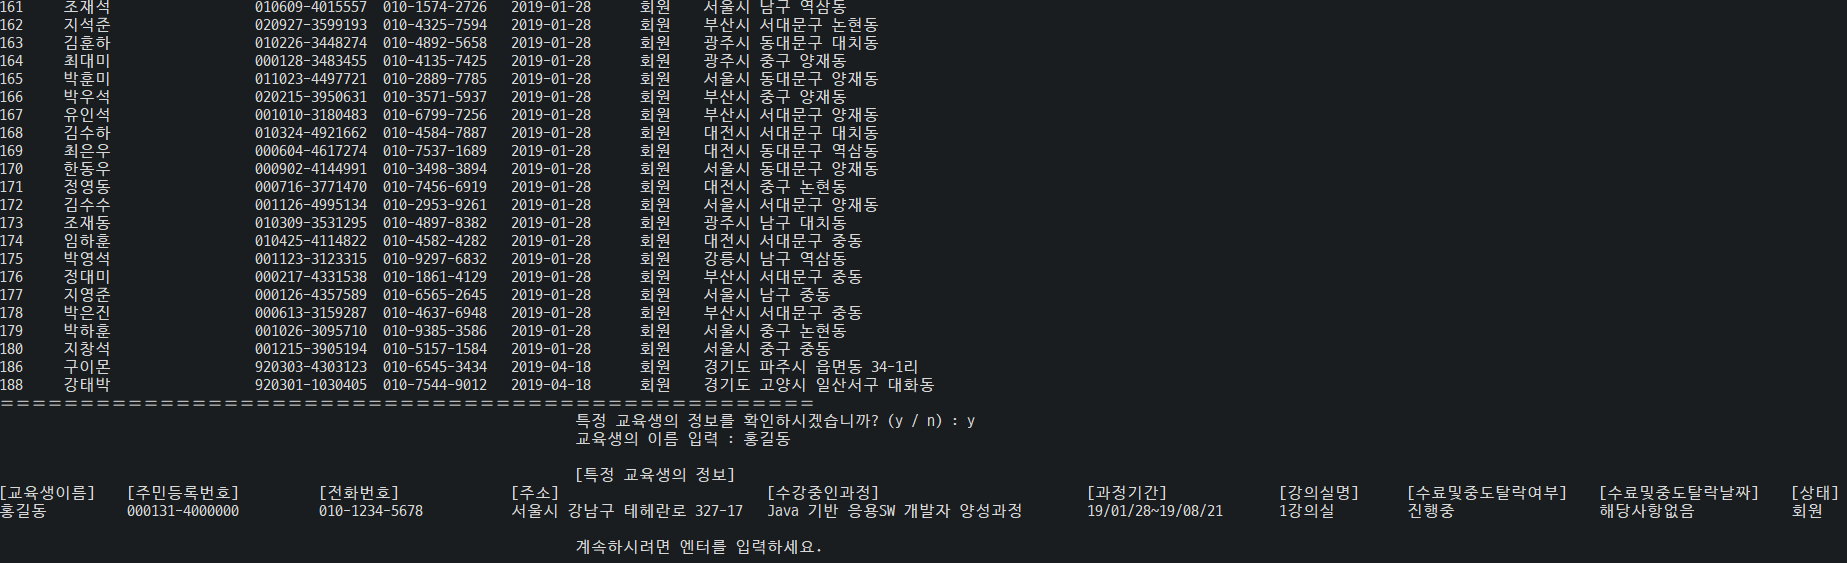 161 조재석 010609-4015557 010-1574-2726 2019-01-28 회원 서울시 남구 역삼동
162 지석준 020927-3599193 010-4325-7594 2019-01-28 회원 부산시 서대문구 논현동
163 김훈하 010226-3448274 010-4892-5658 2019-01-28 회원 광주시 동대문구 대치동
164 최대미 000128-3483455 010-4135-7425 2019-01-28 회원 광주시 중구 양재동
165 박훈미 011023-4497721 010-2889-7785 2019-01-28 회원 서울시 동대문구 양재동
166 박우석 020215-3950631 010-3571-5937 2019-01-28 회원 부산시 중구 양재동
167 유인석 001010-3180483 010-6799-7256 2019-01-28 회원 부산시 서대문구 양재동
168 김수하 010324-4921662 010-4584-7887 2019-01-28 회원 대전시 서대문구 대치동
169 최은우 000604-4617274 010-7537-1689 2019-01-28 회원 대전시 동대문구 역삼동
170 한동우 000902-4144991 010-3498-3894 2019-01-28 회원 서울시 동대문구 양재동
171 정영동 000716-3771470 010-7456-6919 2019-01-28 회원 대전시 중구 논현동
172 김수수 001126-4995134 010-2953-9261 2019-01-28 회원 서울시 서대문구 양재동
173 조재동 010309-3531295 010-4897-8382 2019-01-28 회원 광주시 남구 대치동
174 임하훈 010425-4114822 010-4582-4282 2019-01-28 회원 대전시 서대문구 중동
175 박영석 001123-3123315 010-9297-6832 2019-01-28 회원 강릉시 남구 역삼동
176 정대미 000217-4331538 010-1861-4129 2019-01-28 회원 부산시 서대문구 중동
177 지영준 000126-4357589 010-6565-2645 2019-01-28 회원 서울시 남구 중동
178 박은진 000613-3159287 010-4637-6948 2019-01-28 회원 부산시 서대문구 중동
179 박하훈 001026-3095710 010-9385-3586 2019-01-28 회원 서울시 중구 논현동
180 지창석 001215-3905194 010-5157-1584 2019-01-28 회원 서울시 중구 중동
186 구이몬 920303-4303123 010-6545-3434 2019-04-18 회원 경기도 파주시 읍면동 34-1리
188 강태박 920301-1030405 010-7544-9012 2019-04-18 회원 경기도 고양시 일산서구 대화동
===================================================
특정 교육생의 정보를 확인하시겠습니까? (y / n) : y
교육생의 이름 입력 : 홍길동
[특정 교육생의 정보]
[교육생이름] [주민등록번호] [전화번호] [주소] [수강중인과정] [과정기간] [강의실명] [수료및중도탈락여부] [수료및중도탈락날짜] [상태]
홍길동 000131-4000000 010-1234-5678 서울시 강남구 테헤란로 327-17 Java 기반 응용SW 개발자 양성과정 19/01/28~19/08/21 1강의실 진행중 해당사항없음 회원
계속하시려면 엔터를 입력하세요.